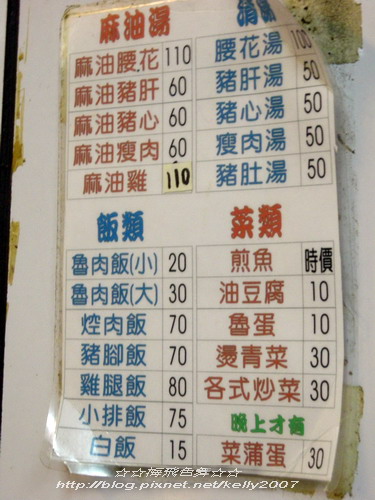 麻油湯
麻油腰花 110
麻油豬肝 60
麻油豬心 60
麻油瘦肉 60
麻油雞 110
清湯
腰花湯 100
豬肝湯 50
豬心湯 50
瘦肉湯 50
豬肚湯 50
飯類
魯肉飯(小) 20
魯肉飯(大) 30
焢肉飯 70
豬腳飯 70
雞腿飯 80
小排飯 75
白飯 15
菜類
煎魚 時價
油豆腐 10
魯蛋 10
燙青菜 30
各式炒菜 30
晚上才有
菜蒲蛋 30
☆☆海飛色舞☆☆
http://blog.pixnet.net/kelly2007